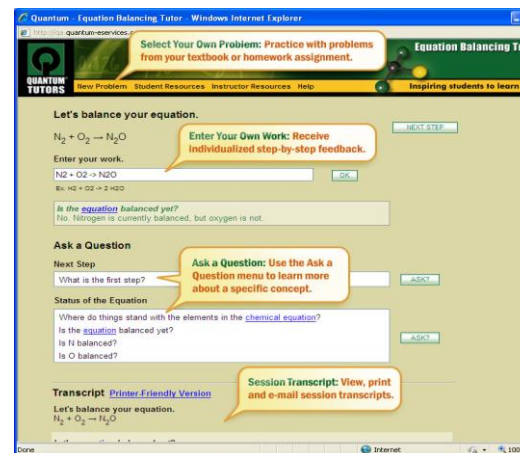 Quantum - Equation Balancing Tutor - Windows Internet Explorer
quantum-eservices.c
Select Your Own Problem: Practice with problems
from your textbook or homework assignment.
Equation Balancing T
QUANTUM
TUTORS
New Problem Student Resources Instructor Resources Help
Inspiring students to learn
Let's balance your equation.
N₂ + O₂ → N₂O
NEXT STEP
Enter Your Own Work: Receive
individualized step-by-step feedback.
Enter your work.
N2 + O2 -> N2O
OK
Ex. H2 + O2 -> 2 H2O
Is the equation balanced yet?
No. Nitrogen is currently balanced, but oxygen is not.
Ask a Question
Next Step
What is the first step?
ASK?
Ask a Question: Use the Ask a
Question menu to learn more
about a specific concept.
Status of the Equation
Where do things stand with the elements in the chemical equation?
Is the equation balanced yet?
Is N balanced?
Is O balanced?
ASK?
Session Transcript: View, print
and e-mail session transcripts.
Transcript Printer-Friendly Version
Let's balance your equation.
N₂ + O₂ → N₂O
Done
Internet
100